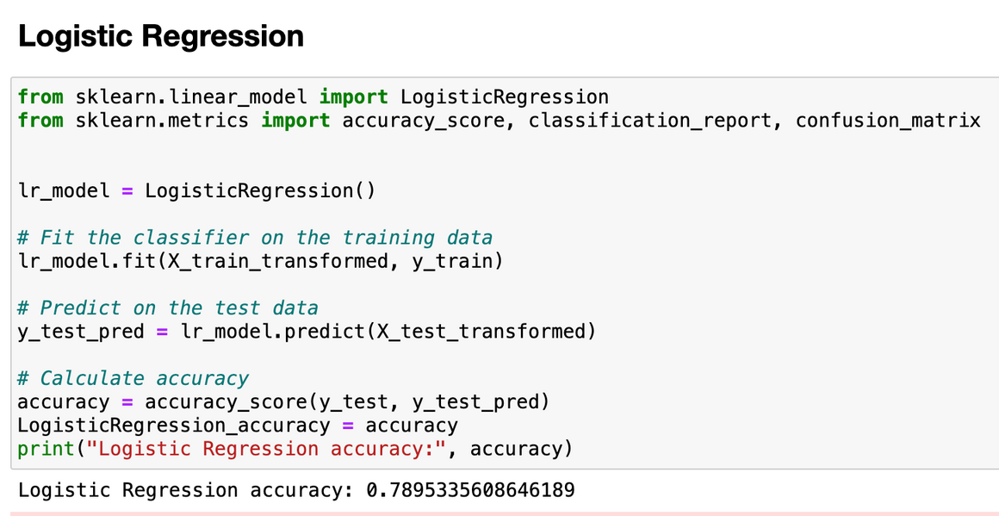 Logistic Regression
from sklearn.linear_model import LogisticRegression
from sklearn.metrics import accuracy_score, classification_report, confusion_matrix
lr_model = LogisticRegression()
# Fit the classifier on the training data
lr_model.fit(X_train_transformed, y_train)
# Predict on the test data
y_test_pred = lr_model.predict(X_test_transformed)
# Calculate accuracy
accuracy = accuracy_score(y_test, y_test_pred)
LogisticRegression_accuracy = accuracy
print("Logistic Regression accuracy:", accuracy)
Logistic Regression accuracy: 0.7895335608646189